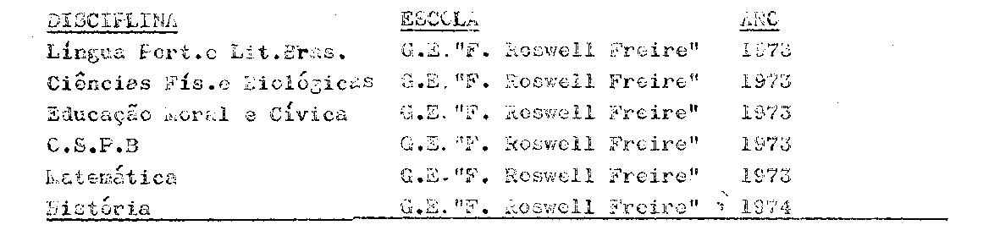 DISCIPLINA ESCOLA ANO
Língua Port.e Lit.Bras. G.E."F. Roswell Freire" 1973
Ciências Fís.e Biológicas G.E."F. Roswell Freire" 1973
Educação Moral e Cívica G.E."F. Roswell Freire" 1973
C.S.P.B G.E."F. Roswell Freire" 1973
Matemática G.E."F. Roswell Freire" 1973
História G.E."F. Roswell Freire" 1974